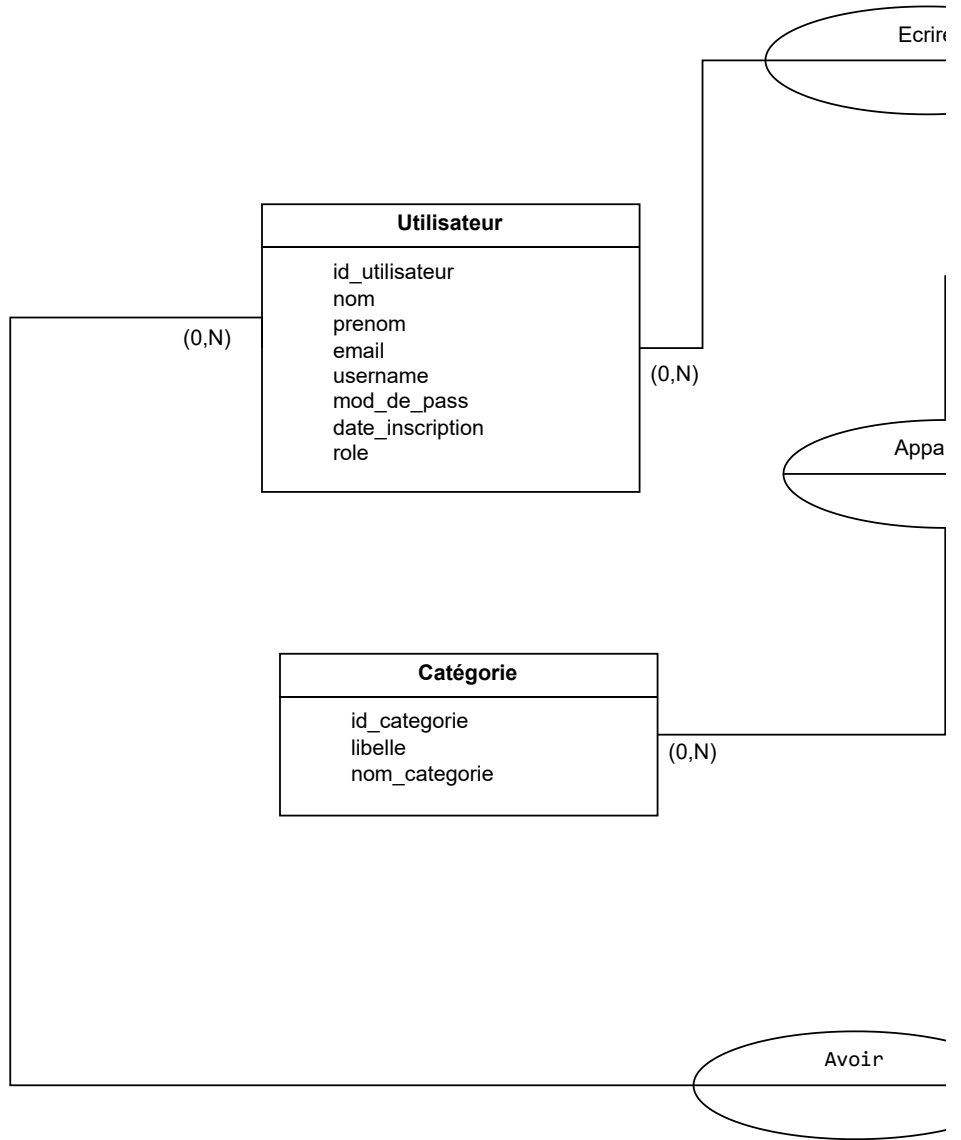 Ecrire
Utilisateur
id_utilisateur
nom
prenom
email
username
mod_de_pass
date_inscription
role
(0,N)
(0,N)
Appa
Catégorie
id_categorie
libelle
nom_categorie
(0,N)
Avoir